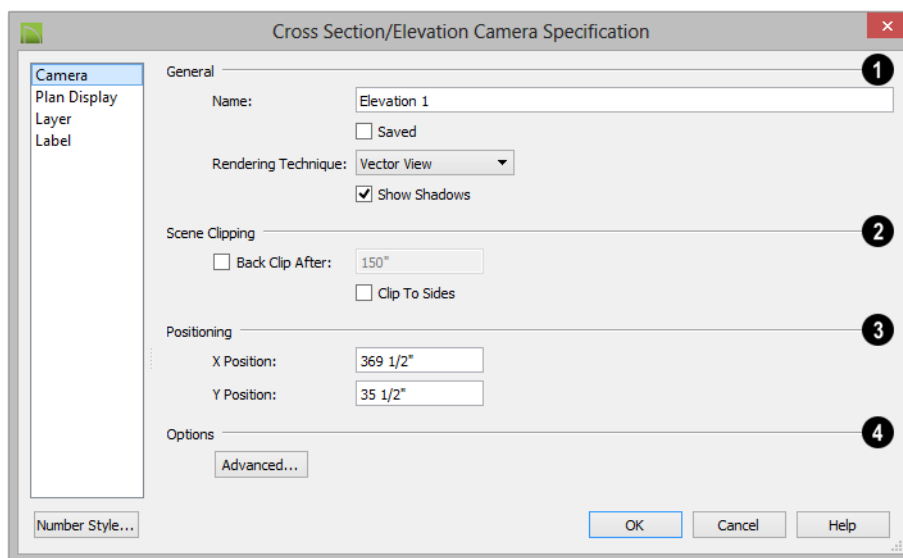 Cross Section/Elevation Camera Specification
Camera
Plan Display
Layer
Label
General 1
Name: Elevation 1
Saved
Rendering Technique: Vector View
Show Shadows
Scene Clipping 2
Back Clip After: 150"
Clip To Sides
Positioning 3
X Position: 369 1/2"
Y Position: 35 1/2"
Options 4
Advanced...
Number Style... OK Cancel Help